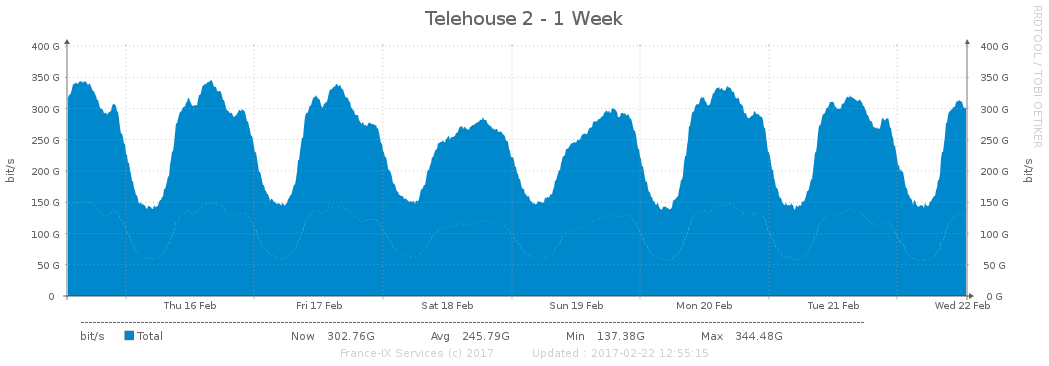 Telehouse 2 - 1 Week
RRDTOOL / TOBI OETIKER
400 G 400 G
350 G 350 G
300 G 300 G
250 G 250 G
200 G 200 G
150 G 150 G
100 G 100 G
50 G 50 G
0 0 G
bit/s
bit/s
Thu 16 Feb Fri 17 Feb Sat 18 Feb Sun 19 Feb Mon 20 Feb Tue 21 Feb Wed 22 Feb
bit/s Total Now 302.76G Avg 245.79G Min 137.38G Max 344.48G
France-IX Services (c) 2017 Updated : 2017-02-22 12:55:15